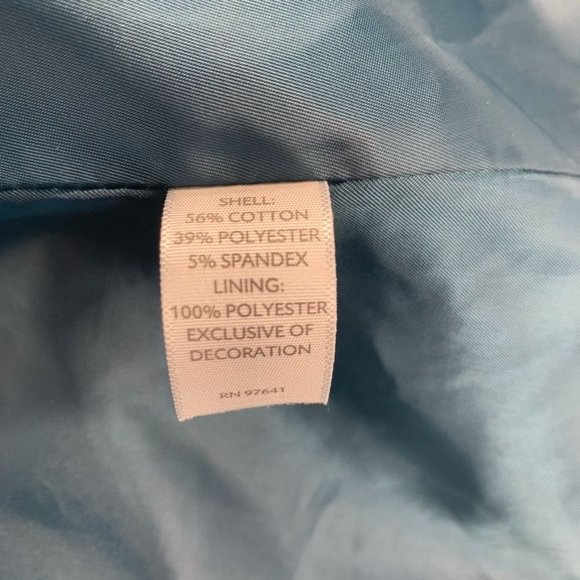 SHELL:
56% COTTON
39% POLYESTER
5% SPANDEX
LINING:
100% POLYESTER
EXCLUSIVE OF
DECORATION
RN 97641